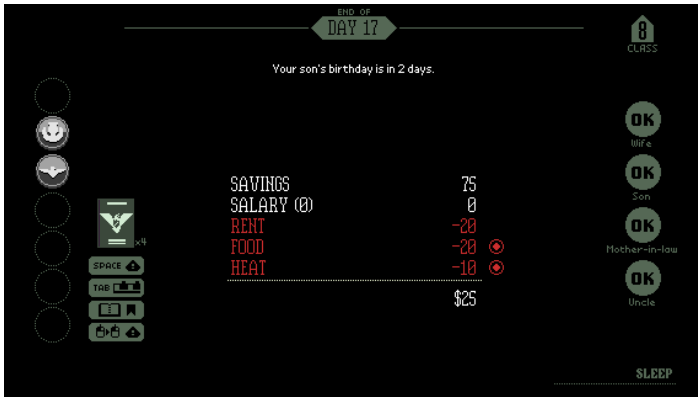 END OF
DAY 17
8
CLASS
Your son's birthday is in 2 days.
OK
Wife
OK
Son
OK
Mother-in-law
OK
Uncle
SAVINGS 75
SALARY (0) 0
RENT -20
FOOD -20
HEAT -10
$25
x4
SPACE
TAB
SLEEP